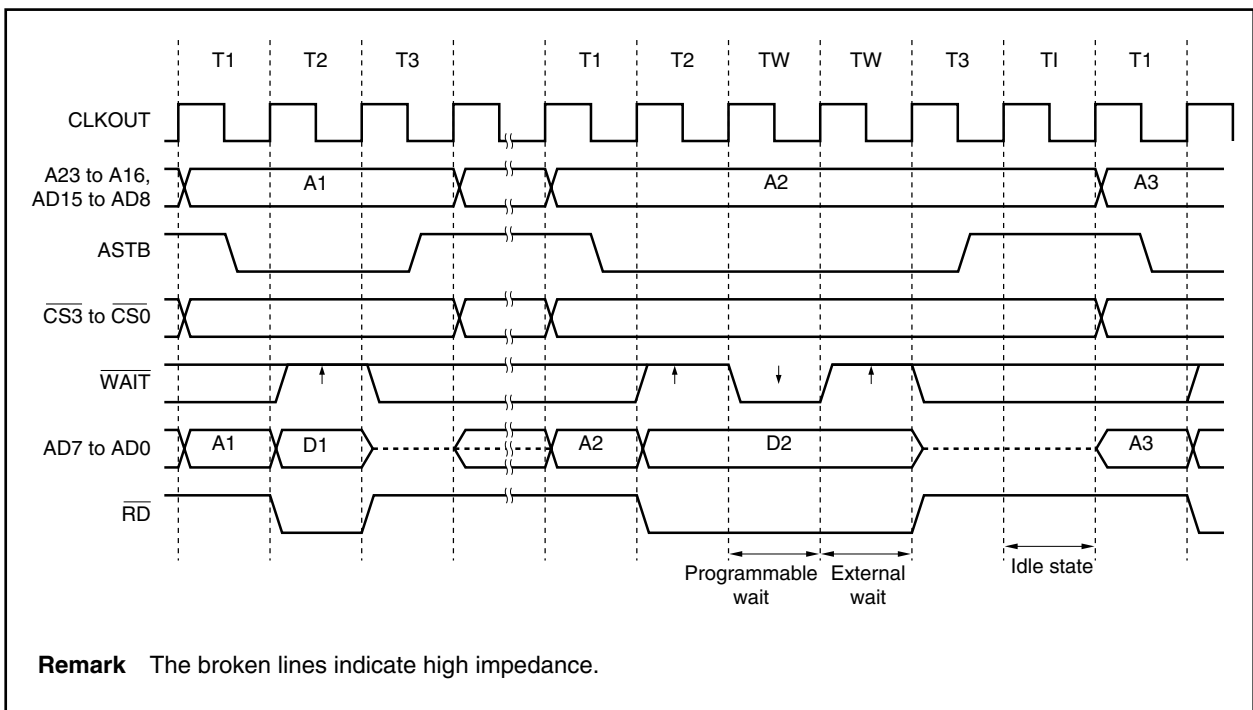 T1 T2 T3 T1 T2 TW TW T3 TI T1
CLKOUT
A23 to A16,
AD15 to AD8
A1 A2 A3
ASTB
CS3 to CS0
WAIT
AD7 to AD0 A1 D1 A2 D2 A3
RD
Programmable
wait
External
wait
Idle state
Remark The broken lines indicate high impedance.